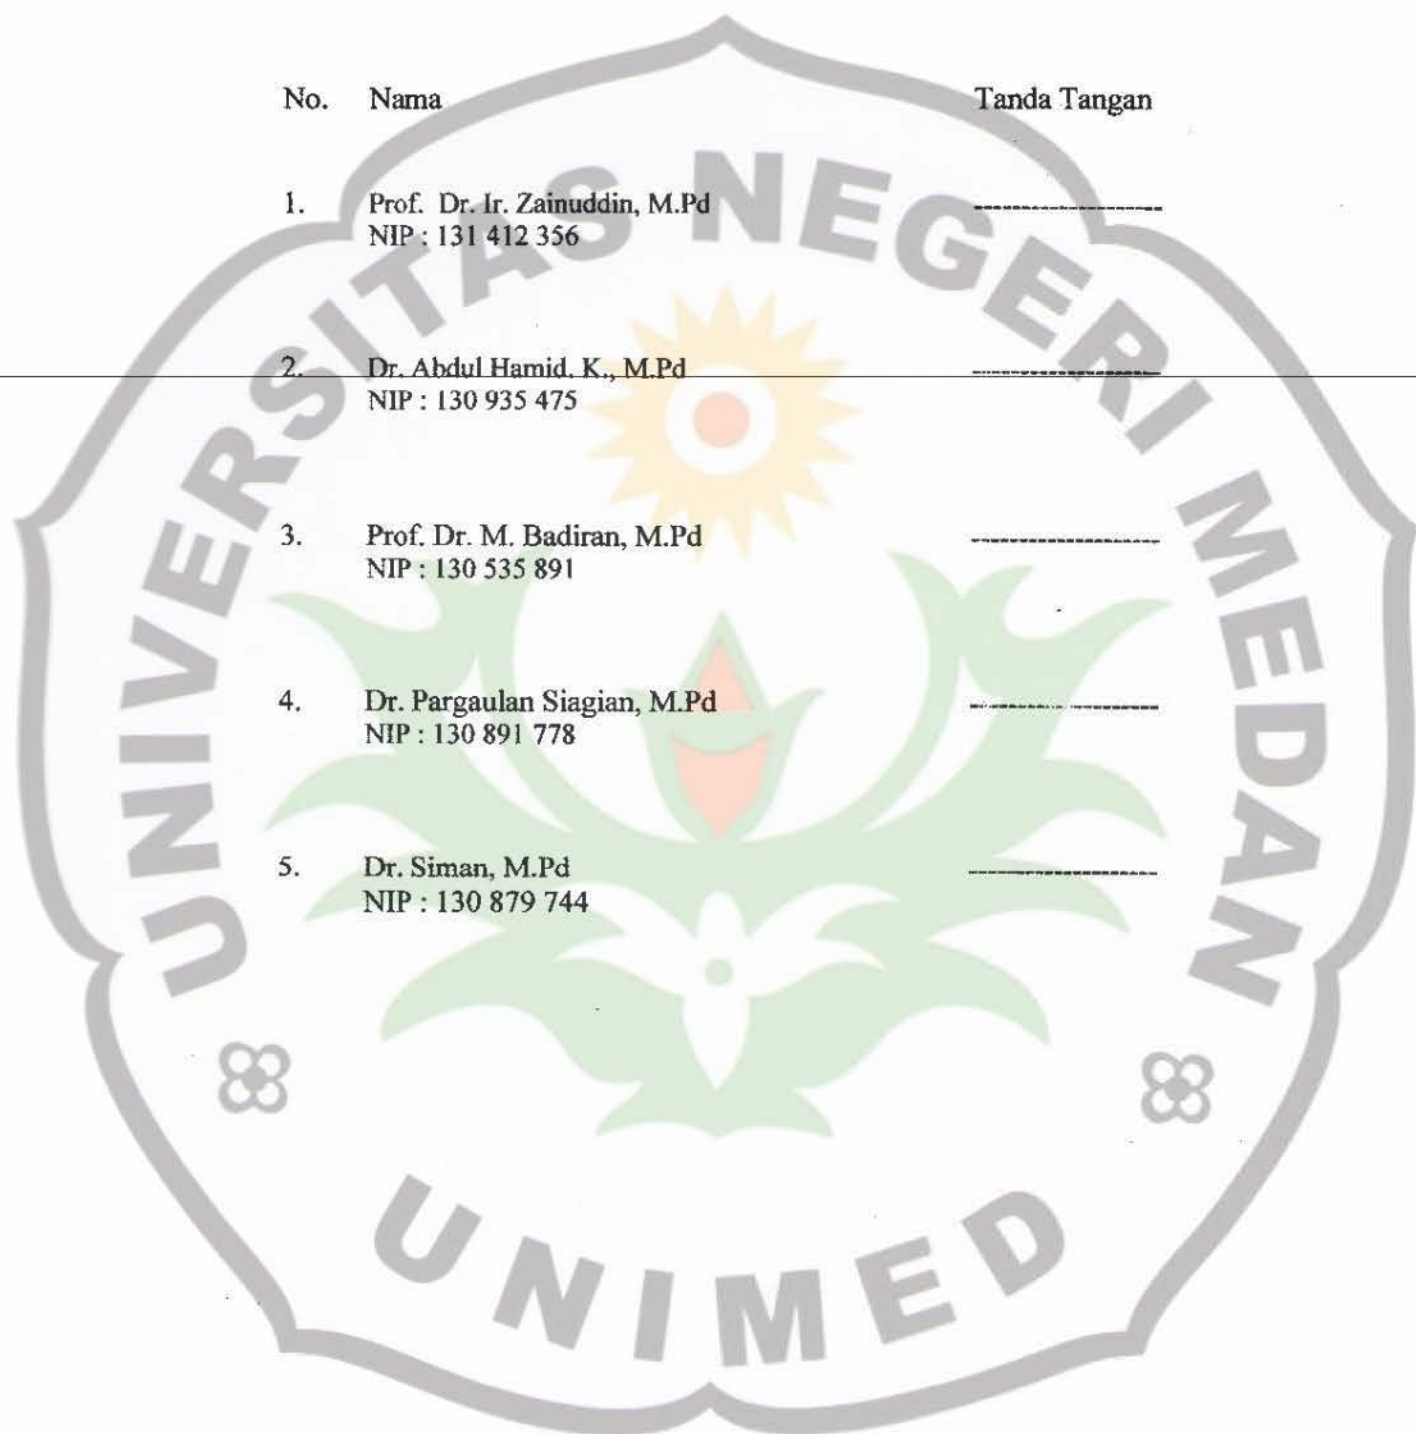 No. Nama Tanda Tangan
1. Prof. Dr. Ir. Zainuddin, M.Pd
NIP : 131 412 356
2. Dr. Abdul Hamid. K., M.Pd
NIP : 130 935 475
3. Prof. Dr. M. Badiran, M.Pd
NIP : 130 535 891
4. Dr. Pargaulan Siagian, M.Pd
NIP : 130 891 778
5. Dr. Siman, M.Pd
NIP : 130 879 744
UNIVERSITAS NEGERI MEDAN
UNIMED